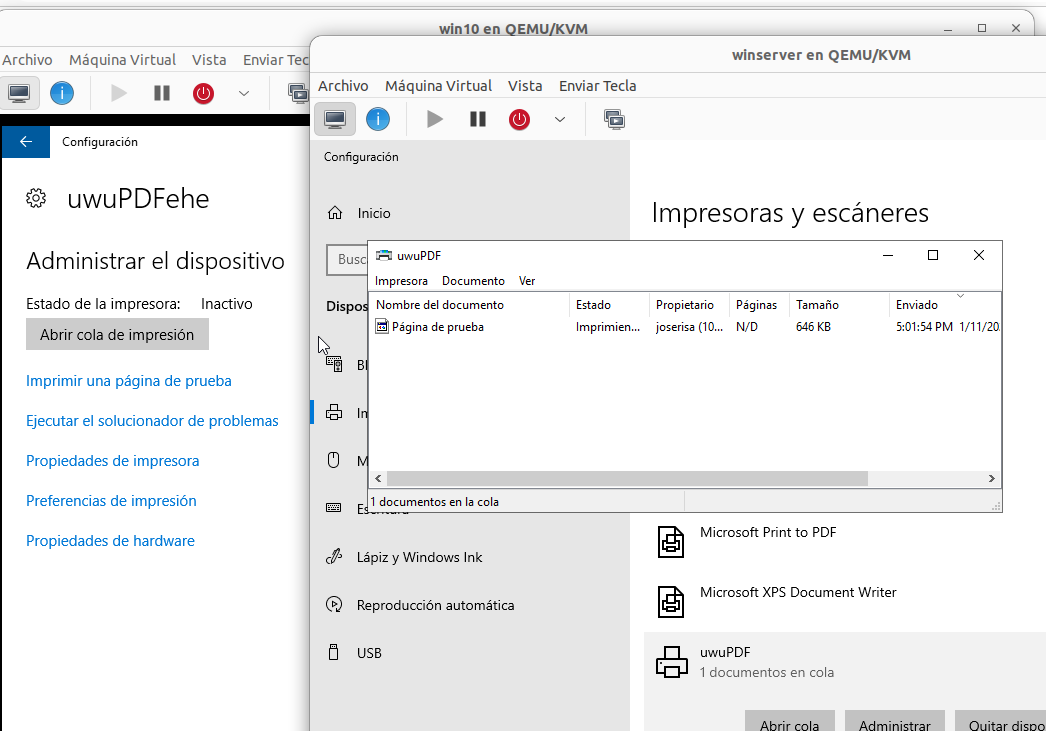 win10 en QEMU/KVM
Archivo Máquina Virtual Vista Enviar Tec
Configuración
uwuPDFehe
Administrar el dispositivo
Estado de la impresora: Inactivo
Abrir cola de impresión
Imprimir una página de prueba
Ejecutar el solucionador de problemas
Propiedades de impresora
Preferencias de impresión
Propiedades de hardware
winserver en QEMU/KVM
Archivo Máquina Virtual Vista Enviar Tecla
Configuración
Inicio
Busc
Dispos
Bl
In
M
Escritura
Lápiz y Windows Ink
Reproducción automática
USB
Impresoras y escáneres
uwuPDF
Impresora Documento Ver
Nombre del documento Estado Propietario Páginas Tamaño Enviado
Página de prueba Imprimien... joserisa (10... N/D 646 KB 5:01:54 PM 1/11/20
1 documentos en la cola
Microsoft Print to PDF
Microsoft XPS Document Writer
uwuPDF
1 documentos en cola
Abrir cola Administrar Quitar dispo